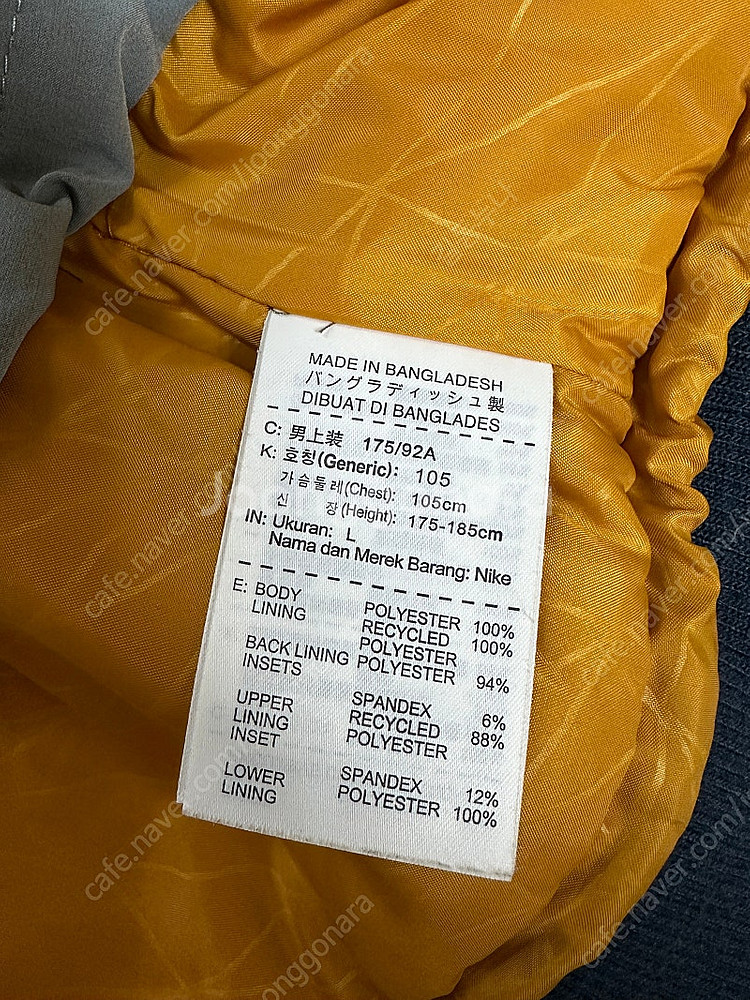 MADE IN BANGLADESH
バングラディッシュ製
DIBUAT DI BANGLADES
C: 男上装 175/92A
K: 호칭(Generic): 105
가슴둘레(Chest): 105cm
신 장(Height): 175-185cm
IN: Ukuran: L
Nama dan Merek Barang: Nike
E: BODY POLYESTER 100%
LINING RECYCLED 100%
POLYESTER
BACK LINING POLYESTER 94%
INSETS
SPANDEX 6%
UPPER RECYCLED 88%
LINING POLYESTER
INSET
SPANDEX 12%
LOWER POLYESTER 100%
LINING
cafe.naver.com/joonggonara